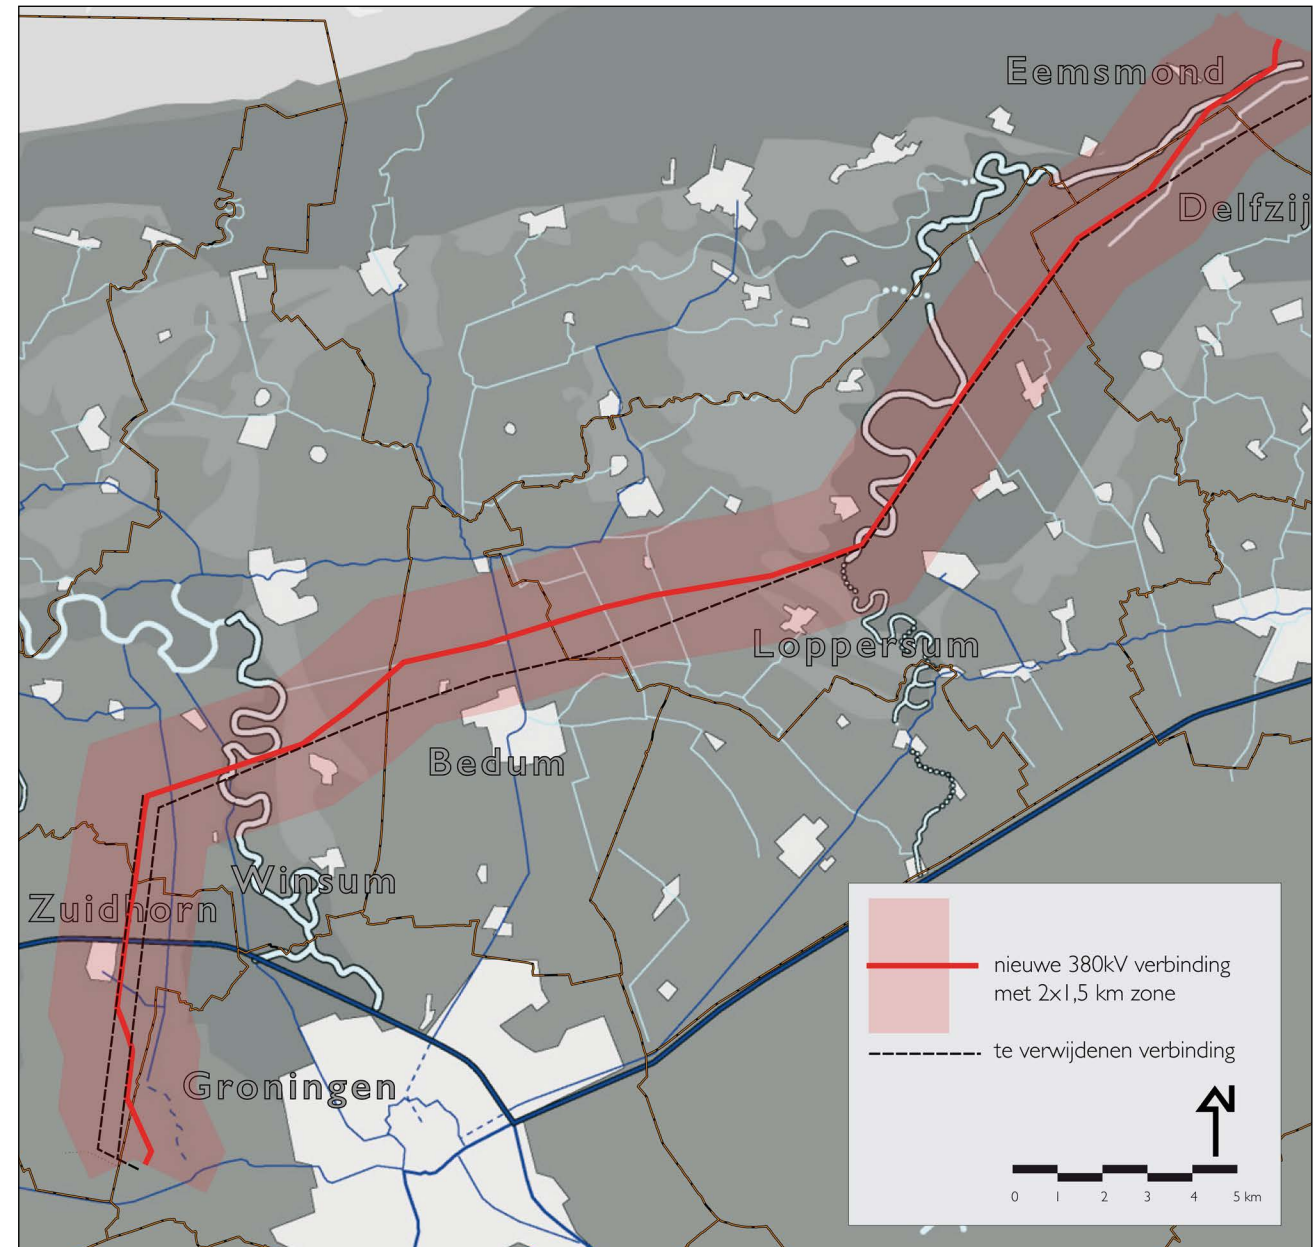 Eemsmond
Delfzij
Loppersum
Bedum
Winsum
Zuidhorn
Groningen
nieuwe 380kV verbinding
met 2x1,5 km zone
te verwijdenen verbinding
N
0 1 2 3 4 5 km